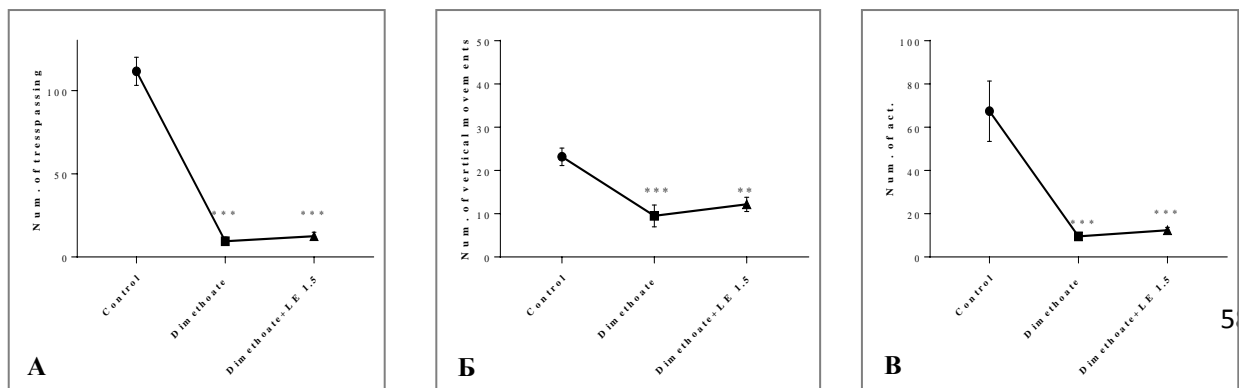 Num. of tresspassing
100
50
0
***
***
Control
Dimethoate
Dimethoate+LE 1.5
А
Num. of vertical movements
50
40
30
20
10
0
***
**
Control
Dimethoate
Dimethoate+LE 1.5
Б
Num. of act.
100
80
60
40
20
0
***
***
Control
Dimethoate
Dimethoate+LE 1.5
В